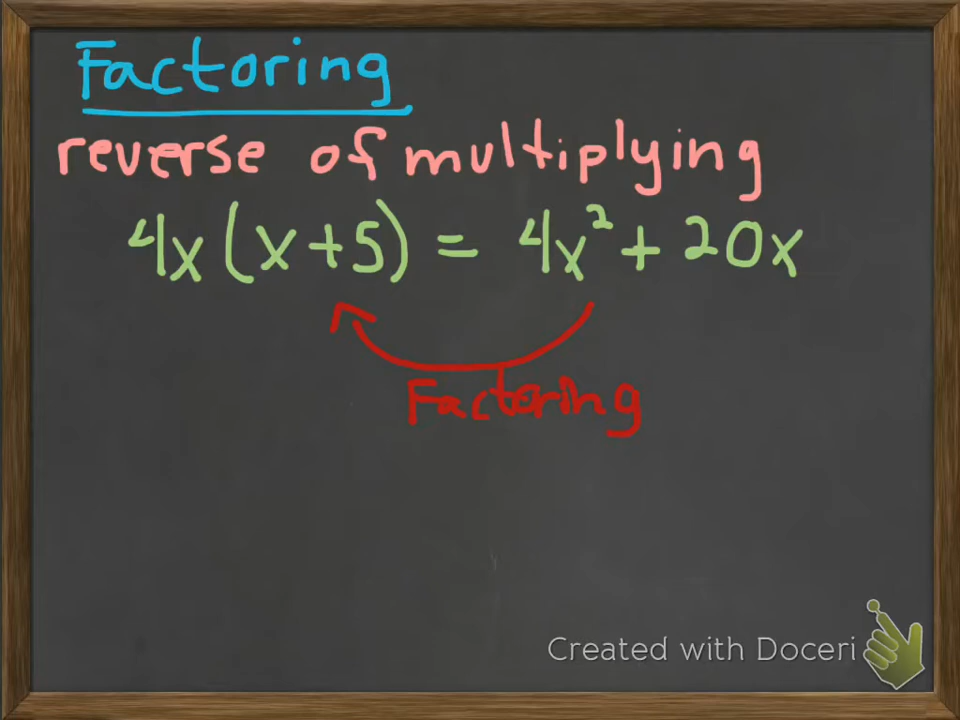 Factoring
reverse of multiplying
4x(x+5) = 4x² + 20x
Factoring
Created with Doceri